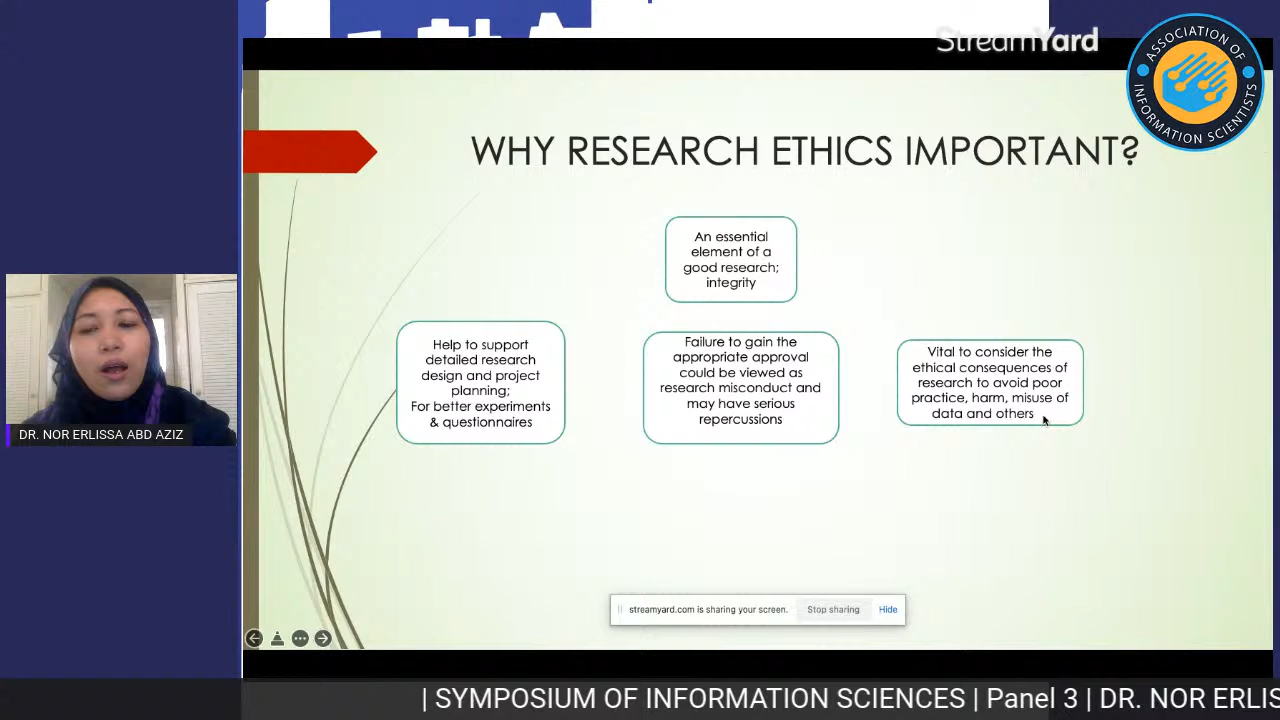 StreamYard
ASSOCIATION OF
INFORMATION SCIENTISTS
WHY RESEARCH ETHICS IMPORTANT?
An essential
element of a
good research;
integrity
Help to support
detailed research
design and project
planning;
For better experiments
& questionnaires
Failure to gain the
appropriate approval
could be viewed as
research misconduct and
may have serious
repercussions
Vital to consider the
ethical consequences of
research to avoid poor
practice, harm, misuse of
data and others
DR. NOR ERLISSA ABD AZIZ
streamyard.com is sharing your screen.
Stop sharing
Hide
| SYMPOSIUM OF INFORMATION SCIENCES | Panel 3 | DR. NOR ERLIS